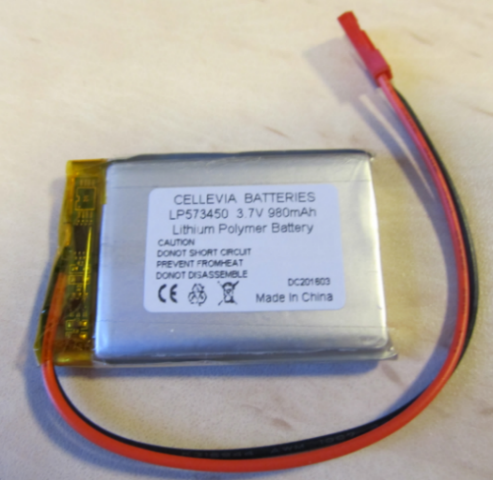 CELLEVIA BATTERIES
LP573450 3.7V 980mAh
Lithium Polymer Battery
CAUTION
DONOT SHORT CIRCUIT
PREVENT FROMHEAT
DONOT DISASSEMBLE
DC201603
CE Made In China